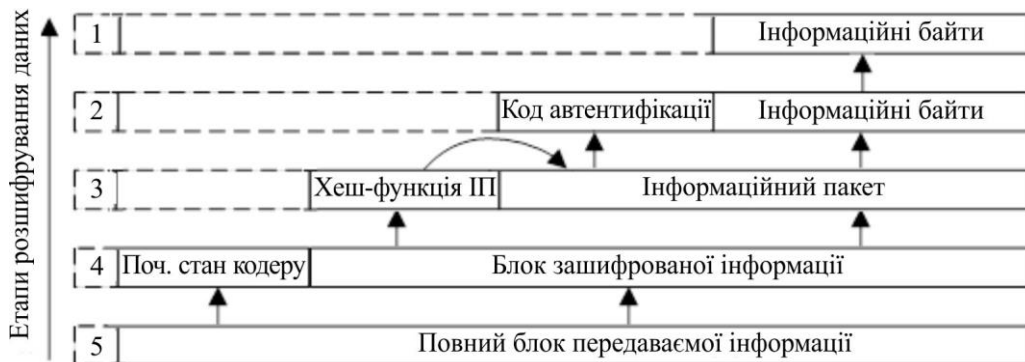 Етапи розшифрування даних
1 Інформаційні байти
2 Код автентифікації Інформаційні байти
3 Хеш-функція ІП Інформаційний пакет
4 Поч. стан кодеру Блок зашифрованої інформації
5 Повний блок передаваємої інформації